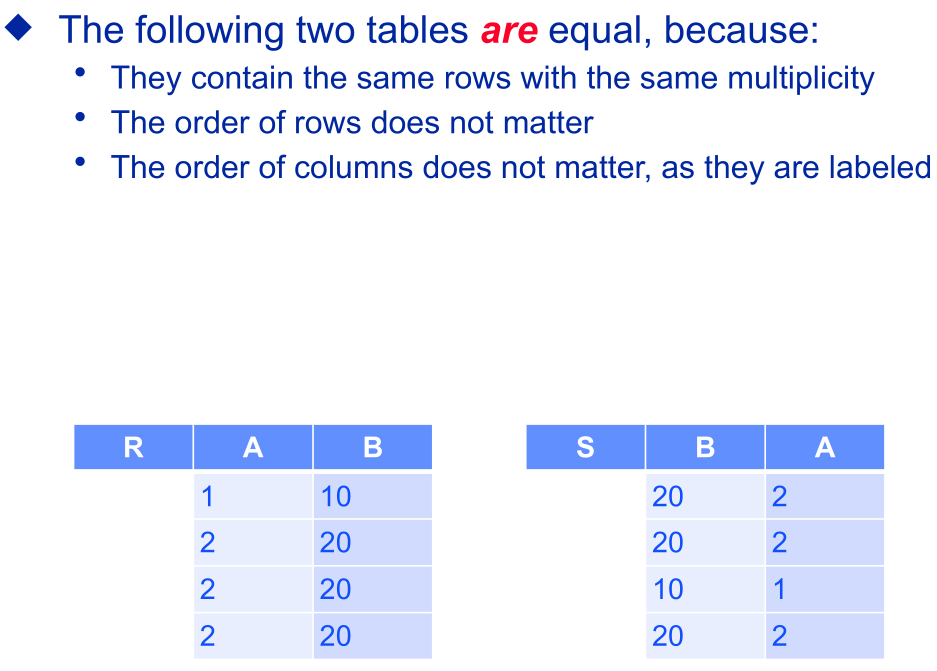 ◆ The following two tables are equal, because:
• They contain the same rows with the same multiplicity
• The order of rows does not matter
• The order of columns does not matter, as they are labeled
R A B
1 10
2 20
2 20
2 20
S B A
20 2
20 2
10 1
20 2